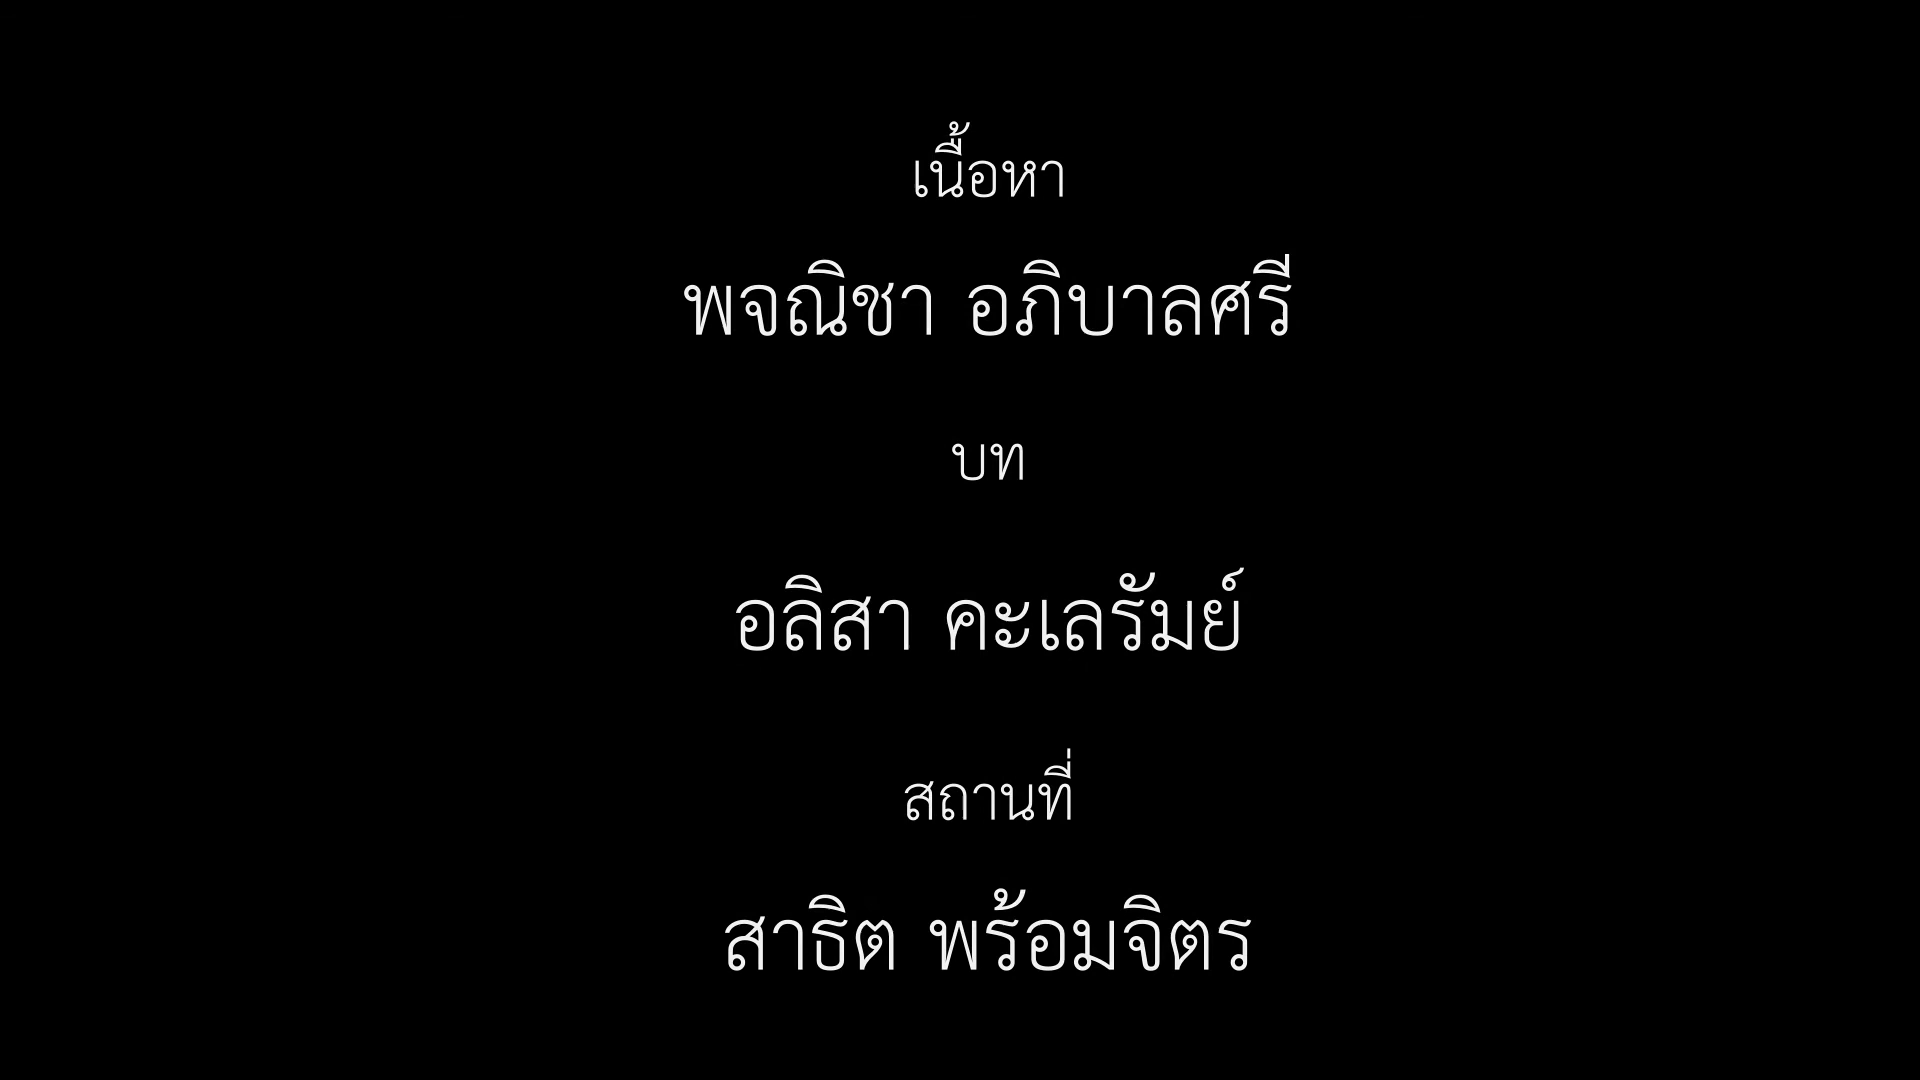 เนื้อหา
พจณิชา อภิบาลศรี
บท
อลิสา คะเลรัมย์
สถานที่
สาธิต พร้อมจิตร